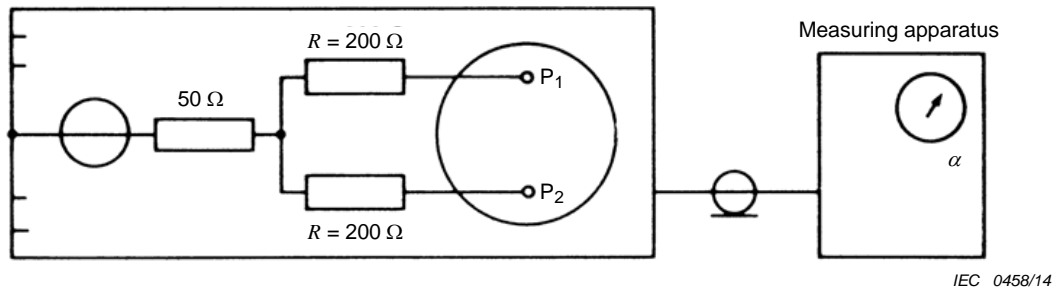 R = 200 Ω
Measuring apparatus
50 Ω
P1
α
P2
R = 200 Ω
IEC 0458/14